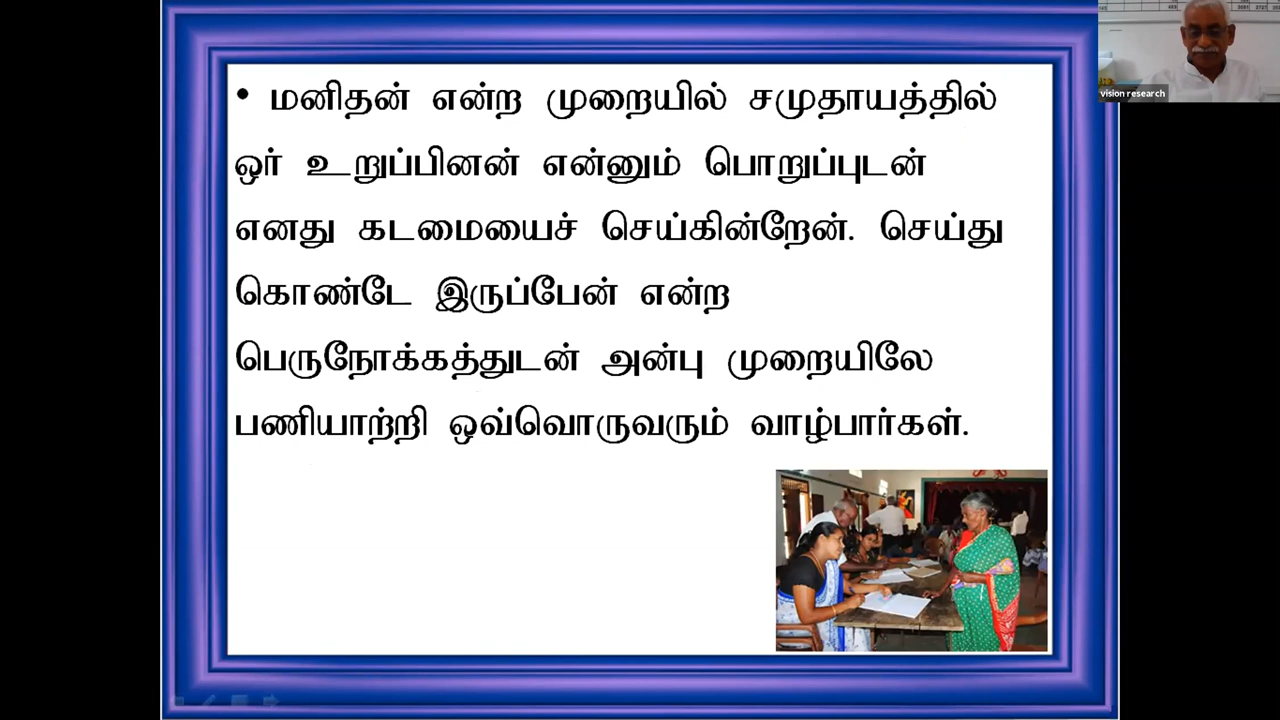 • மனிதன் என்ற முறையில் சமுதாயத்தில்
ஓர் உறுப்பினன் என்னும் பொறுப்புடன்
எனது கடமையைச் செய்கின்றேன். செய்து
கொண்டே இருப்பேன் என்ற
பெருநோக்கத்துடன் அன்பு முறையிலே
பணியாற்றி ஒவ்வொருவரும் வாழ்பார்கள்.
vision research